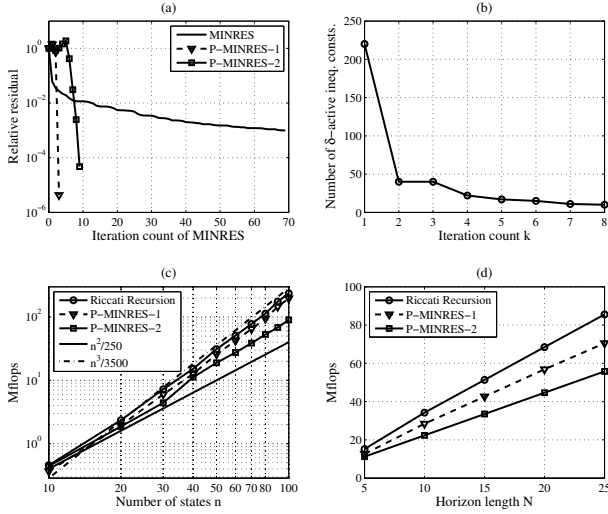 (a)
Relative residual
10^0
10^−2
10^−4
10^−6
0 10 20 30 40 50 60 70
Iteration count of MINRES
MINRES
P−MINRES−1
P−MINRES−2
(b)
Number of δ−active ineq. consts.
250
200
150
100
50
0
1 2 3 4 5 6 7 8
Iteration count k
(c)
Mflops
10^2
10^1
10^0
10 20 30 40 50 60 70 80 100
Number of states n
Riccati Recursion
P−MINRES−1
P−MINRES−2
n^2/250
n^3/3500
(d)
Mflops
100
80
60
40
20
0
5 10 15 20 25
Horizon length N
Riccati Recursion
P−MINRES−1
P−MINRES−2